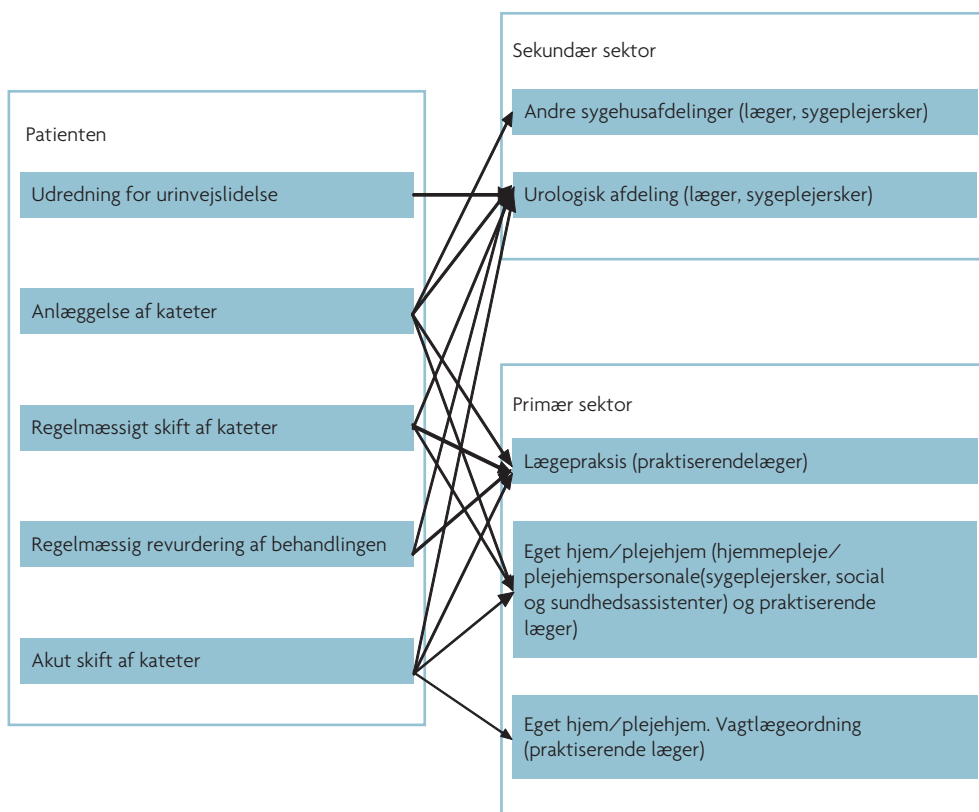 Patienten
Udredning for urinvejslidelse
Anlæggelse af kateter
Regelmæssigt skift af kateter
Regelmæssig revurdering af behandlingen
Akut skift af kateter
Sekundær sektor
Andre sygehusafdelinger (læger, sygeplejersker)
Urologisk afdeling (læger, sygeplejersker)
Primær sektor
Lægepraksis (praktiserendelæger)
Eget hjem/plejehjem (hjemmepleje/
plejehjemspersonale(sygeplejersker, social
og sundhedsassistenter) og praktiserende
læger)
Eget hjem/plejehjem. Vagtlægeordning
(praktiserende læger)